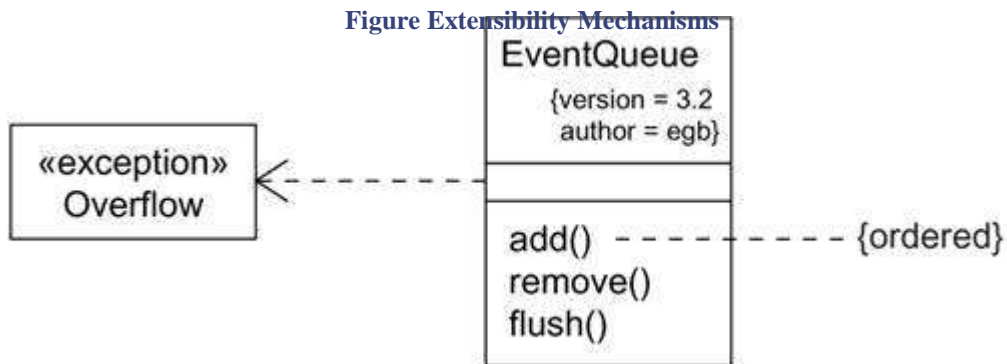 Figure Extensibility Mechanisms
EventQueue
{version = 3.2
author = egb}
«exception»
Overflow
add()
{ordered}
remove()
flush()